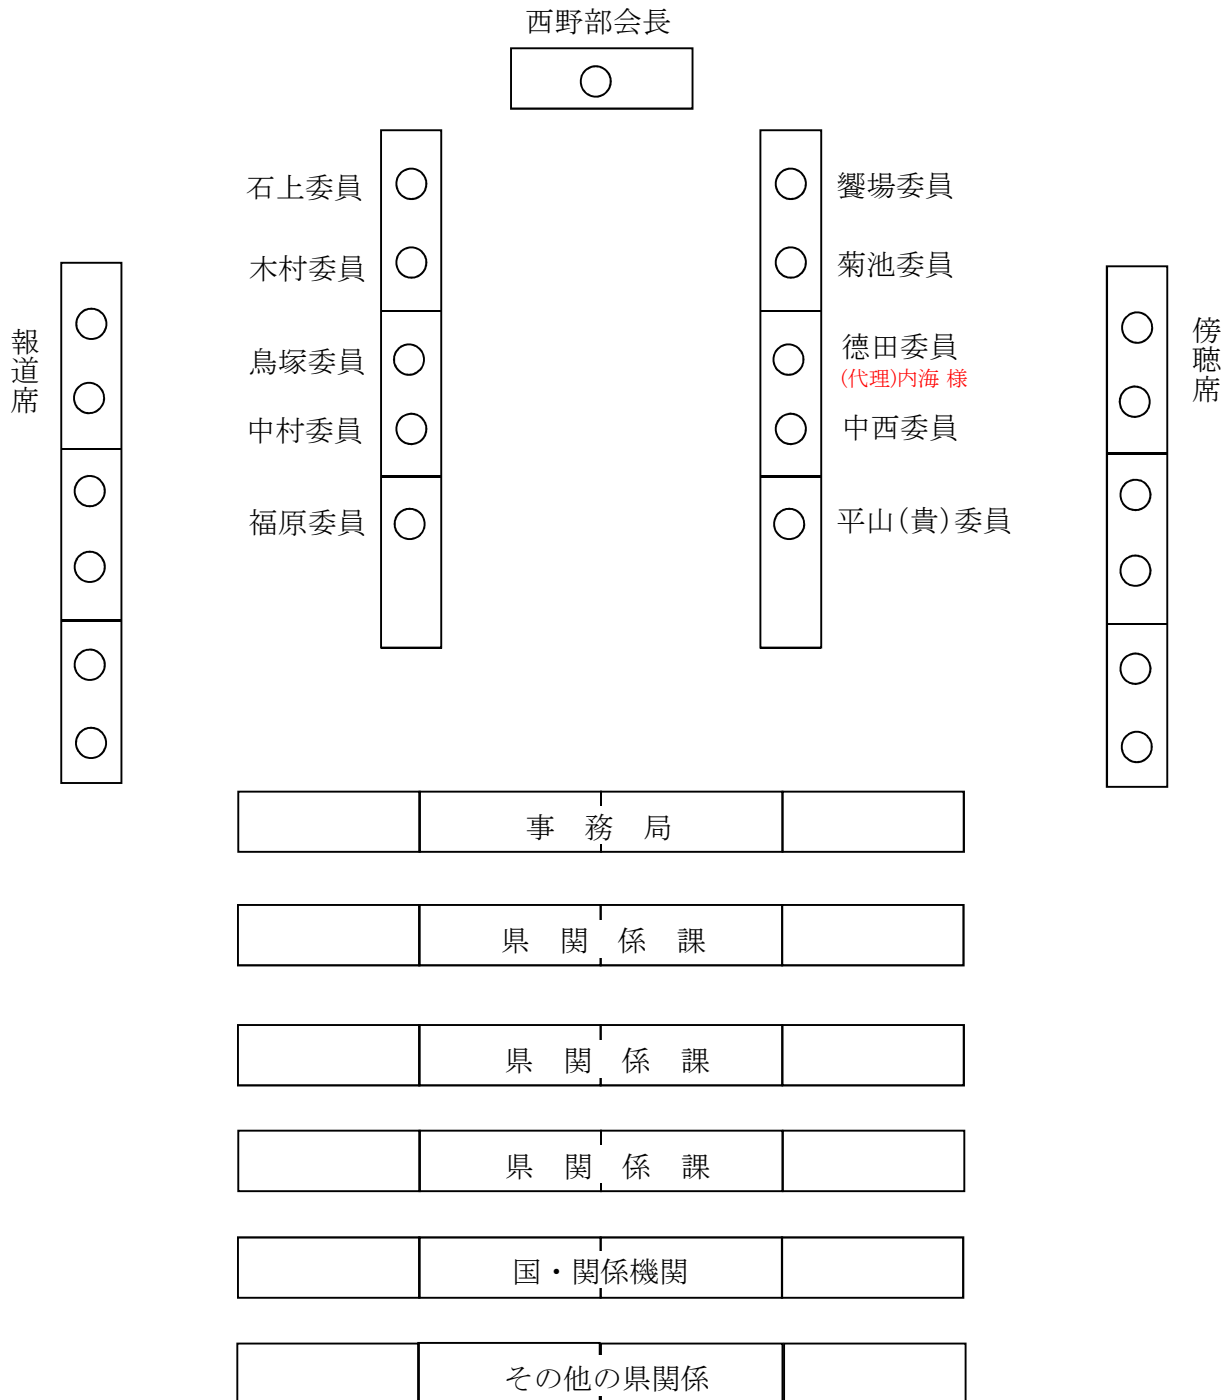 西野部会長
石上委員
饗場委員
木村委員
菊池委員
鳥塚委員
徳田委員
(代理)内海 様
中村委員
中西委員
福原委員
平山(貴)委員
報道席
傍聴席
事　務　局
県　関　係　課
県　関　係　課
県　関　係　課
国・関係機関
その他の県関係